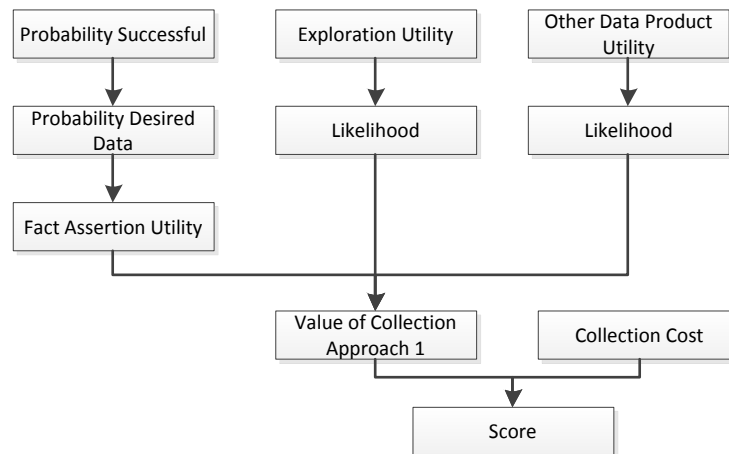 Probability Successful
Exploration Utility
Other Data Product
Utility
Probability Desired
Data
Likelihood
Likelihood
Fact Assertion Utility
Value of Collection
Approach 1
Collection Cost
Score